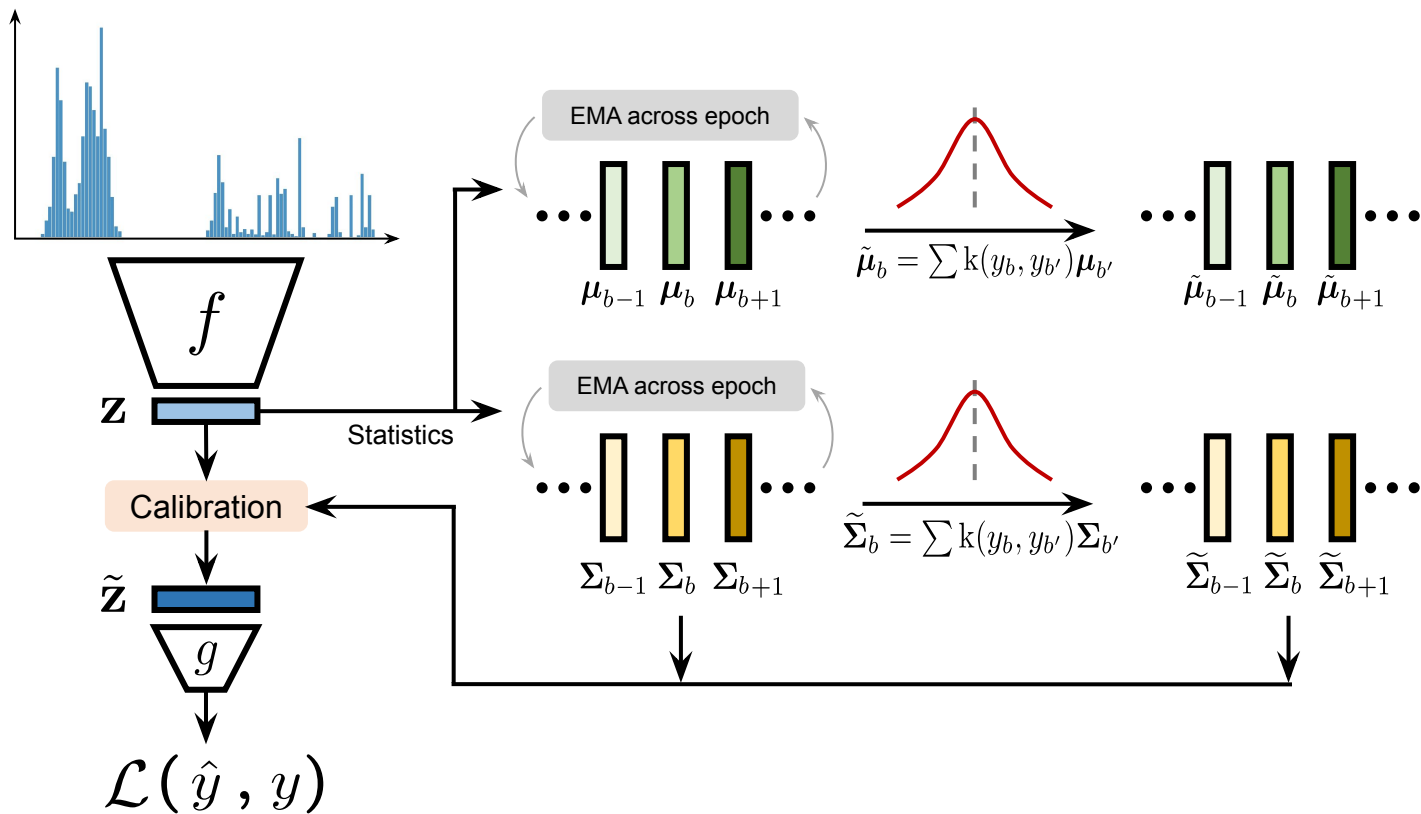 EMA across epoch
f
••• •••
μ_{b−1} μ_b μ_{b+1}
μ̃_b = ∑ k(y_b, y_{b′})μ_{b′}
••• •••
μ̃_{b−1} μ̃_b μ̃_{b+1}
z
Statistics
EMA across epoch
Calibration
••• •••
Σ_{b−1} Σ_b Σ_{b+1}
Σ̃_b = ∑ k(y_b, y_{b′})Σ_{b′}
••• •••
Σ̃_{b−1} Σ̃_b Σ̃_{b+1}
z̃
g
ℒ(ŷ, y)